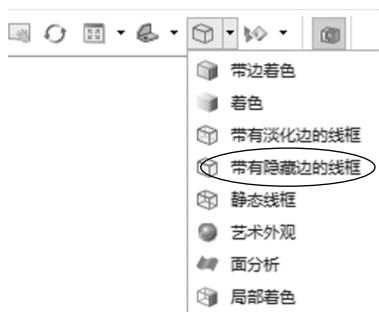 带边着色
着色
带有淡化边的线框
带有隐藏边的线框
静态线框
艺术外观
面分析
局部着色